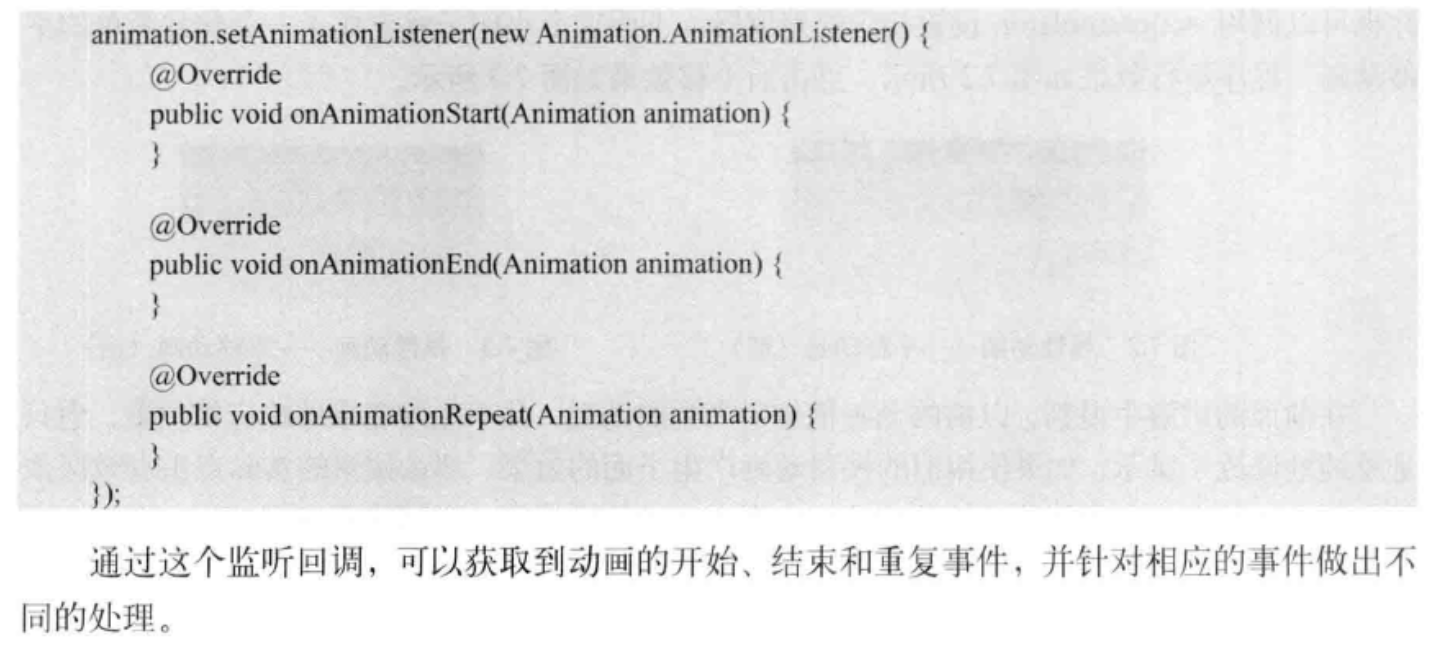 animation.setAnimationListener(new Animation.AnimationListener() {
@Override
public void onAnimationStart(Animation animation) {
}
@Override
public void onAnimationEnd(Animation animation) {
}
@Override
public void onAnimationRepeat(Animation animation) {
}
});
通过这个监听回调，可以获取到动画的开始、结束和重复事件，并针对相应的事件做出不
同的处理。